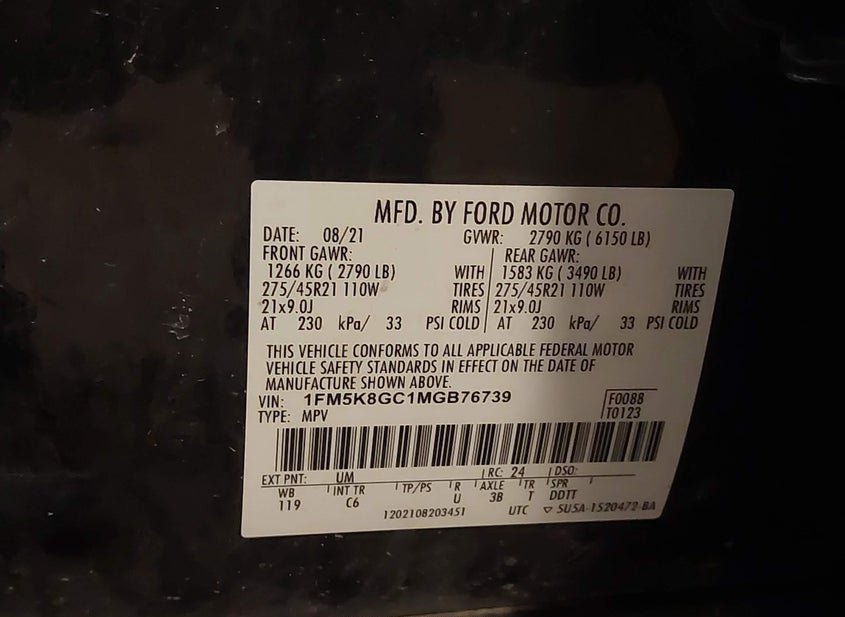 MFD. BY FORD MOTOR CO.
DATE: 08/21 GVWR: 2790 KG ( 6150 LB)
FRONT GAWR: REAR GAWR:
1266 KG ( 2790 LB) WITH 1583 KG ( 3490 LB) WITH
275/45R21 110W TIRES 275/45R21 110W TIRES
21x9.0J RIMS 21x9.0J RIMS
AT 230 kPa/ 33 PSI COLD AT 230 kPa/ 33 PSI COLD
THIS VEHICLE CONFORMS TO ALL APPLICABLE FEDERAL MOTOR
VEHICLE SAFETY STANDARDS IN EFFECT ON THE DATE OF
MANUFACTURE SHOWN ABOVE.
VIN: 1FM5K8GC1MGB76739 F0088
TYPE: MPV T0123
EXT PNT: UM RC: 24 DSO:
WB INT TR TP/PS R AXLE TR SPR
119 C6 U 3B T DDTT
1202108203451 UTC ▽ SU5A-1520472-BA